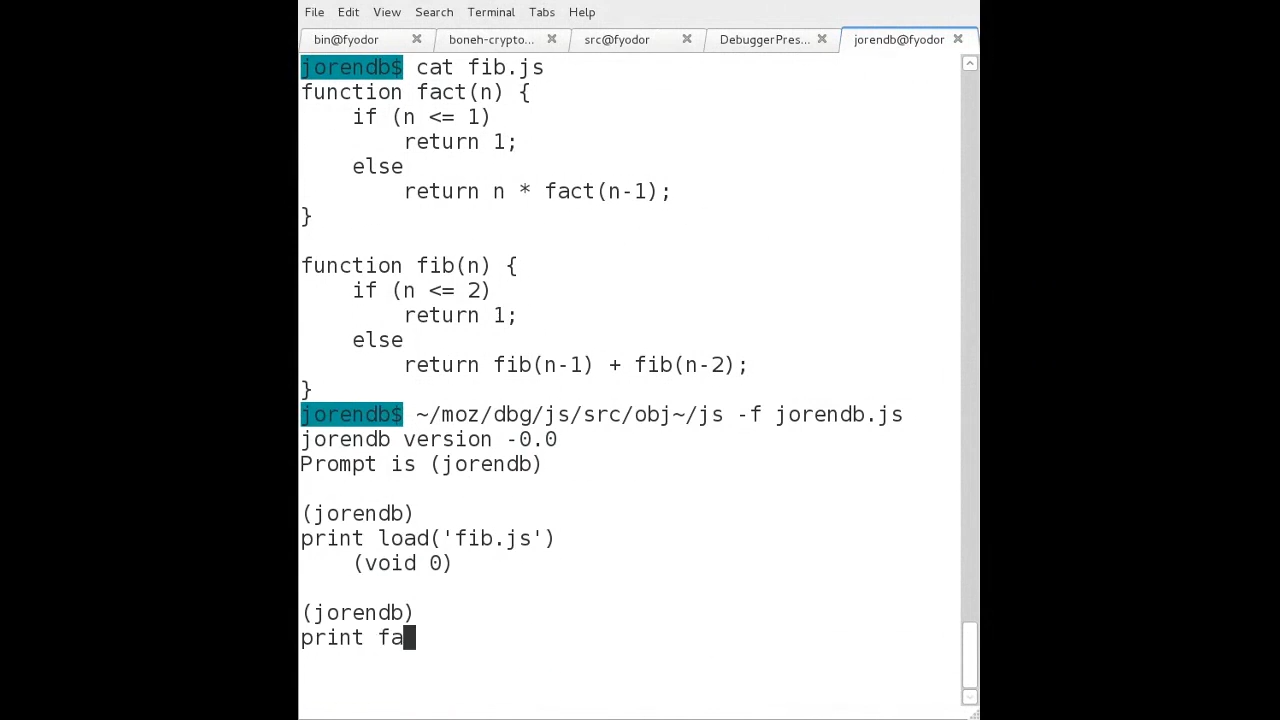 File Edit View Search Terminal Tabs Help
bin@fyodor boneh-crypto... src@fyodor DebuggerPres... jorendb@fyodor
jorendb$ cat fib.js
function fact(n) {
    if (n <= 1)
        return 1;
    else
        return n * fact(n-1);
}
function fib(n) {
    if (n <= 2)
        return 1;
    else
        return fib(n-1) + fib(n-2);
}
jorendb$ ~/moz/dbg/js/src/obj~/js -f jorendb.js
jorendb version -0.0
Prompt is (jorendb)
(jorendb)
print load('fib.js')
    (void 0)
(jorendb)
print fa